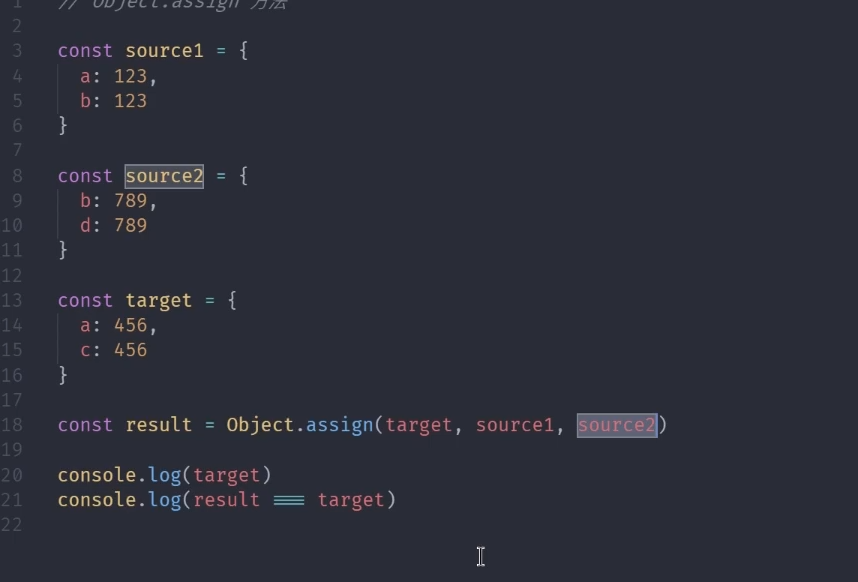 1 // Object.assign 方法
2
3 const source1 = {
4 a: 123,
5 b: 123
6 }
7
8 const source2 = {
9 b: 789,
10 d: 789
11 }
12
13 const target = {
14 a: 456,
15 c: 456
16 }
17
18 const result = Object.assign(target, source1, source2)
19
20 console.log(target)
21 console.log(result === target)
22